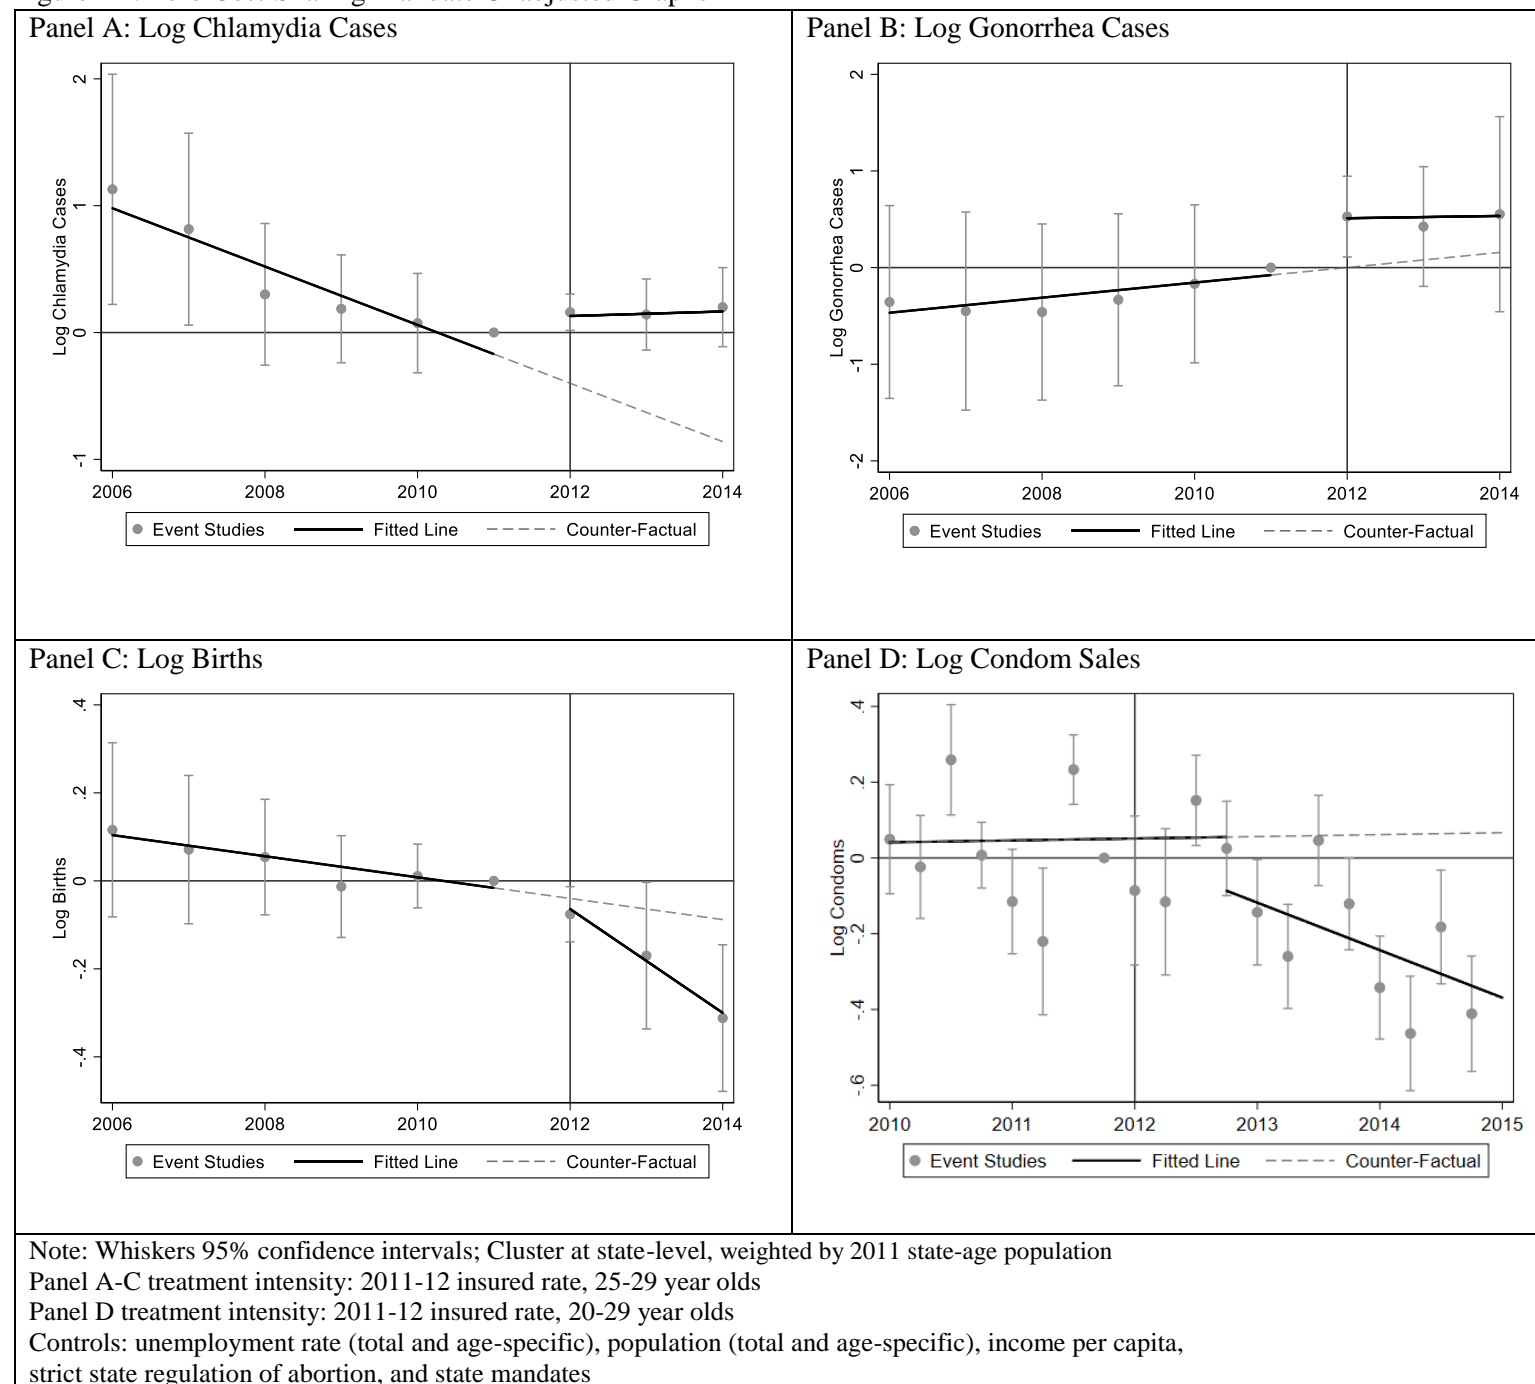 Panel A: Log Chlamydia Cases
Log Chlamydia Cases
2
1
0
-1
2006 2008 2010 2012 2014
Event Studies Fitted Line Counter-Factual
Panel B: Log Gonorrhea Cases
Log Gonorrhea Cases
2
1
0
-1
-2
2006 2008 2010 2012 2014
Event Studies Fitted Line Counter-Factual
Panel C: Log Births
Log Births
.4
.2
0
-.2
-.4
2006 2008 2010 2012 2014
Event Studies Fitted Line Counter-Factual
Panel D: Log Condom Sales
Log Condoms
.4
.2
0
-.2
-.4
-.6
2010 2011 2012 2013 2014 2015
Event Studies Fitted Line Counter-Factual
Note: Whiskers 95% confidence intervals; Cluster at state-level, weighted by 2011 state-age population
Panel A-C treatment intensity: 2011-12 insured rate, 25-29 year olds
Panel D treatment intensity: 2011-12 insured rate, 20-29 year olds
Controls: unemployment rate (total and age-specific), population (total and age-specific), income per capita,
strict state regulation of abortion, and state mandates